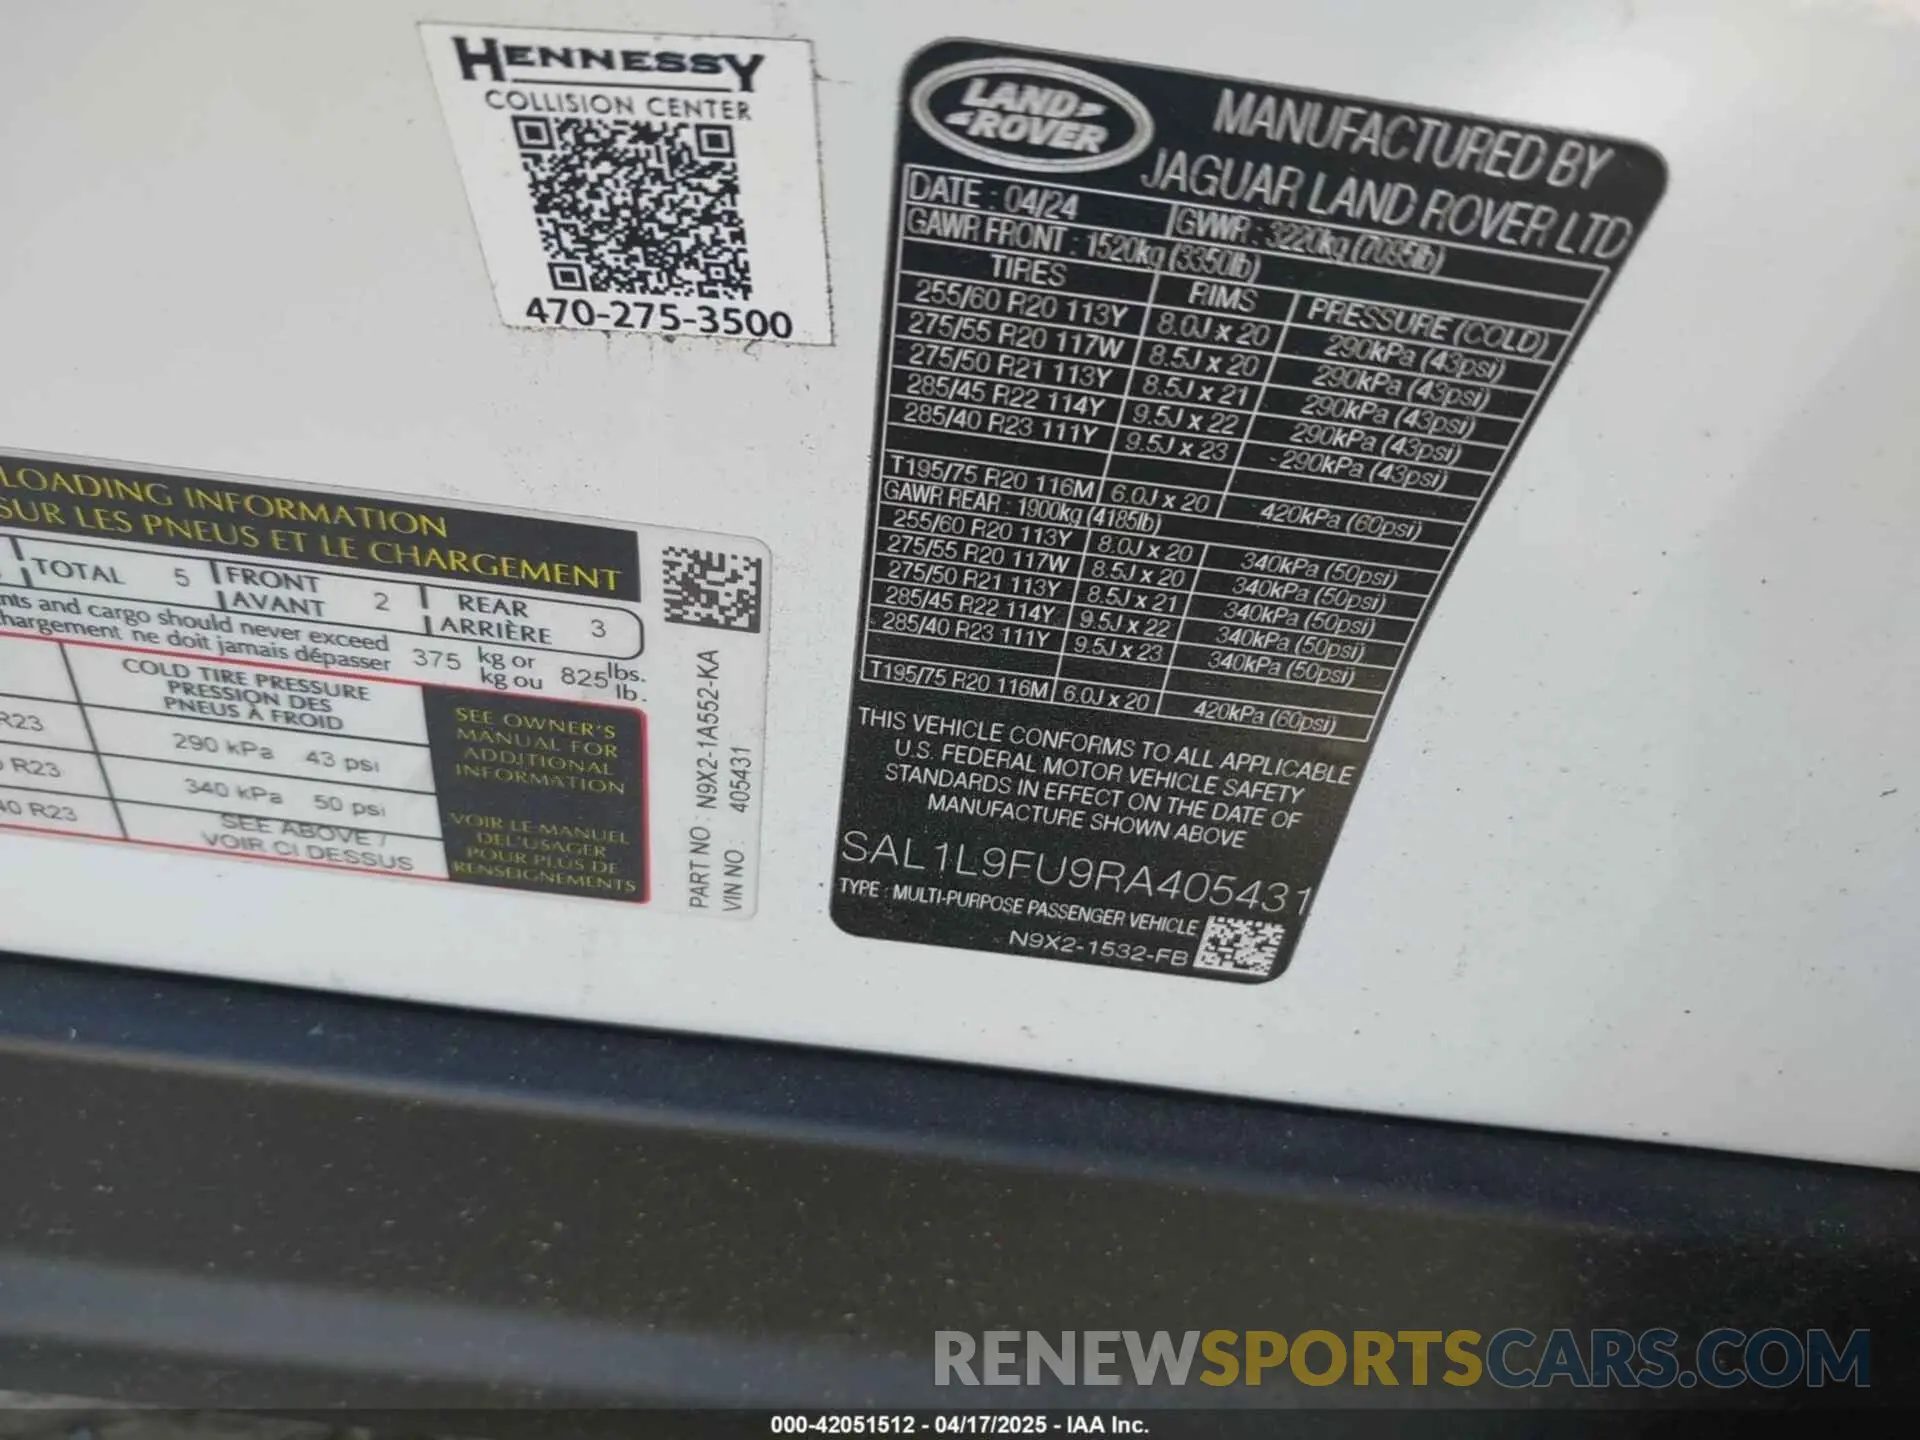 HENNESSY
COLLISION CENTER
470-275-3500
LAND
ROVER
MANUFACTURED BY
JAGUAR LAND ROVER LTD
DATE : 04/24 GVWR : 3220kg (7095lb)
GAWR FRONT : 1520kg (3350lb)
TIRES RIMS PRESSURE (COLD)
255/60 R20 113Y 8.0J x 20 290kPa (43psi)
275/55 R20 117W 8.5J x 20 290kPa (43psi)
275/50 R21 113Y 8.5J x 21 290kPa (43psi)
285/45 R22 114Y 9.5J x 22 290kPa (43psi)
285/40 R23 111Y 9.5J x 23 290kPa (43psi)
T195/75 R20 116M 6.0J x 20 420kPa (60psi)
GAWR REAR : 1900kg (4185lb)
255/60 R20 113Y 8.0J x 20 340kPa (50psi)
275/55 R20 117W 8.5J x 20 340kPa (50psi)
275/50 R21 113Y 8.5J x 21 340kPa (50psi)
285/45 R22 114Y 9.5J x 22 340kPa (50psi)
285/40 R23 111Y 9.5J x 23 340kPa (50psi)
T195/75 R20 116M 6.0J x 20 420kPa (60psi)
THIS VEHICLE CONFORMS TO ALL APPLICABLE
U.S. FEDERAL MOTOR VEHICLE SAFETY
STANDARDS IN EFFECT ON THE DATE OF
MANUFACTURE SHOWN ABOVE
SAL1L9FU9RA405431
TYPE : MULTI-PURPOSE PASSENGER VEHICLE
N9X2-1532-FB
LOADING INFORMATION
SUR LES PNEUS ET LE CHARGEMENT
TOTAL 5 FRONT AVANT 2 REAR ARRIÈRE 3
nts and cargo should never exceed
hargement ne doit jamais dépasser
375 kg or 825 lbs.
kg ou lb.
COLD TIRE PRESSURE
PRESSION DES
PNEUS À FROID
R23 290 kPa 43 psi
R23 340 kPa 50 psi
40 R23 SEE ABOVE /
VOIR CI DESSUS
SEE OWNER'S
MANUAL FOR
ADDITIONAL
INFORMATION
VOIR LE MANUEL
DE L'USAGER
POUR PLUS DE
RENSEIGNEMENTS
PART NO : N9X2-1A552-KA
VIN NO : 405431
RENEWSPORTSCARS.COM
000-42051512 - 04/17/2025 - IAA Inc.